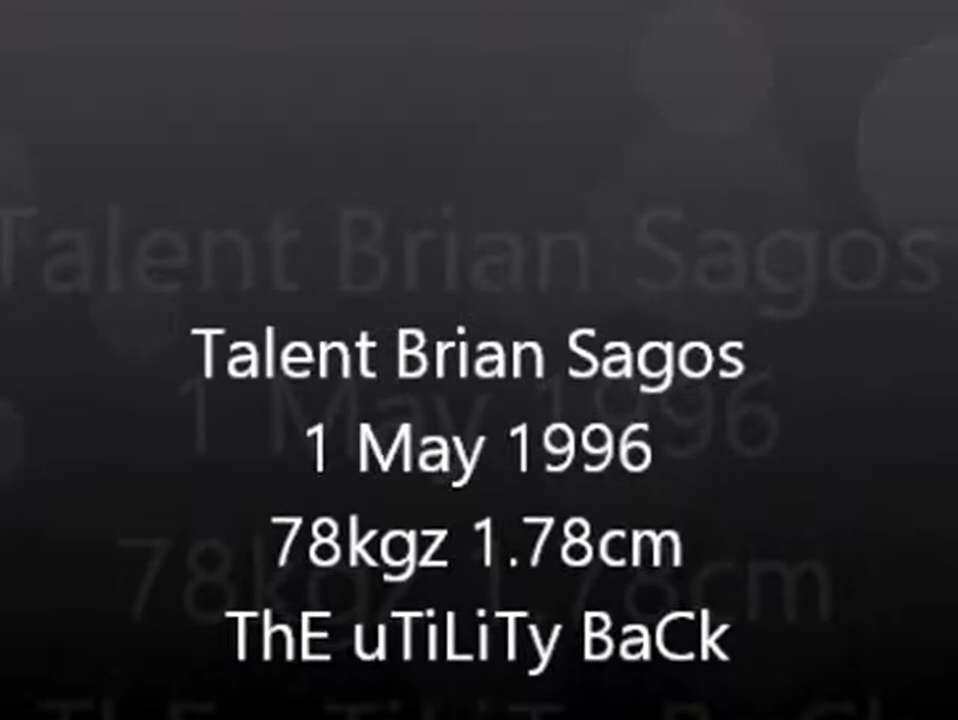 Talent Brian Sagos
1 May 1996
78kgz 1.78cm
ThE uTiLiTy BaCk